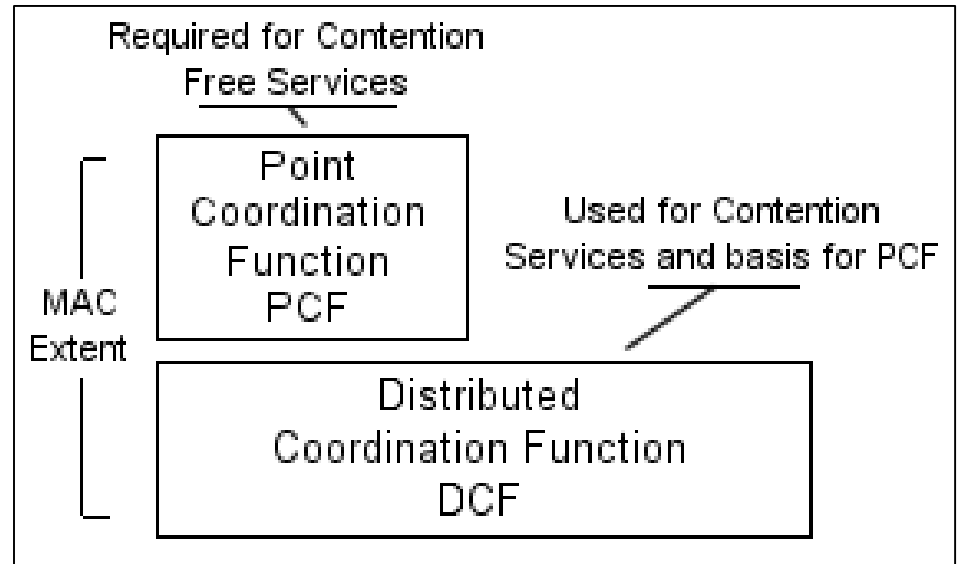 Required for Contention
Free Services
Point
Coordination
Function
PCF
Used for Contention
Services and basis for PCF
MAC
Extent
Distributed
Coordination Function
DCF